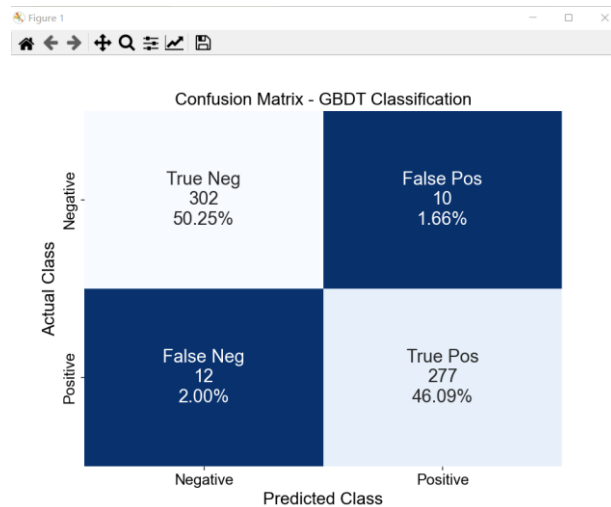 Figure 1
Confusion Matrix - GBDT Classification
Actual Class
Negative
True Neg
302
50.25%
False Pos
10
1.66%
Positive
False Neg
12
2.00%
True Pos
277
46.09%
Negative
Positive
Predicted Class